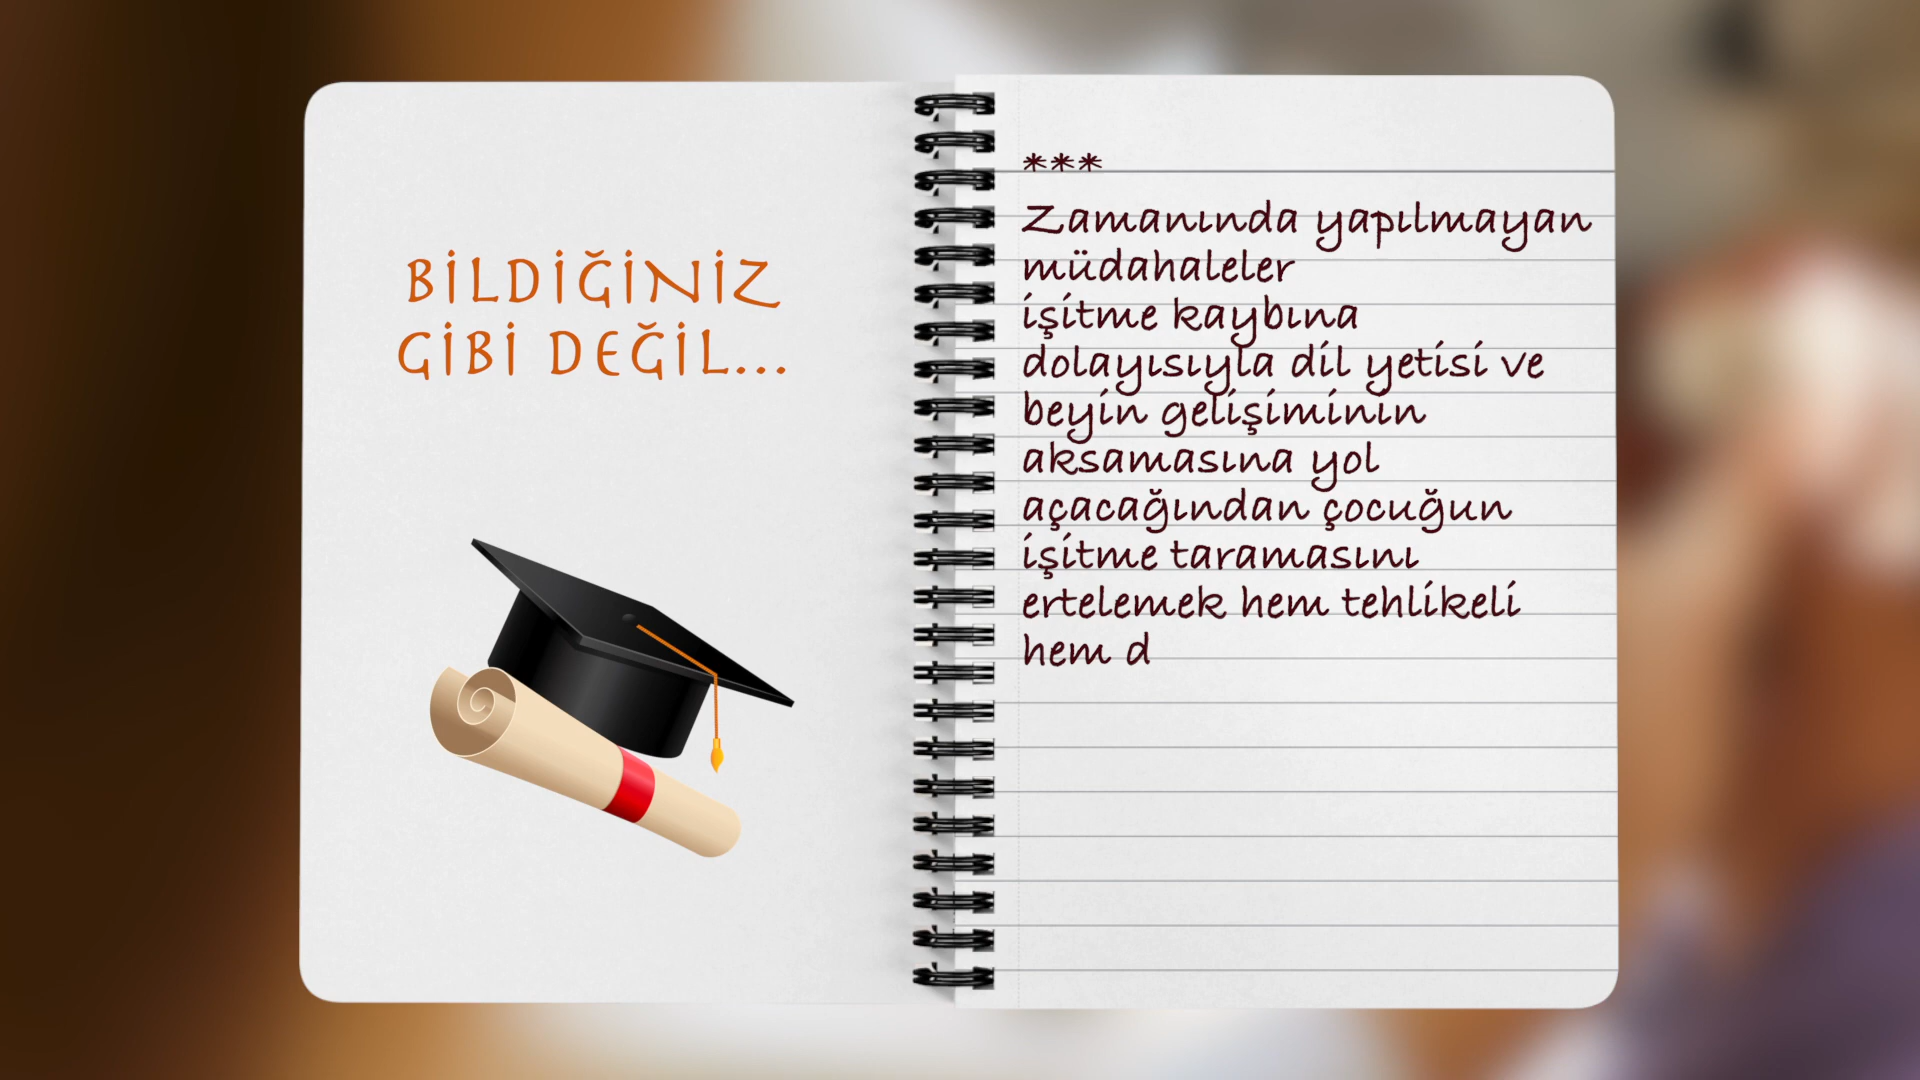 BİLDİĞİNİZ
GİBİ DEĞİL...
***
Zamanında yapılmayan
müdahaleler
işitme kaybına
dolayısıyla dil yetisi ve
beyin gelişiminin
aksamasına yol
açacağından çocuğun
işitme taramasını
ertelemek hem tehlikeli
hem d